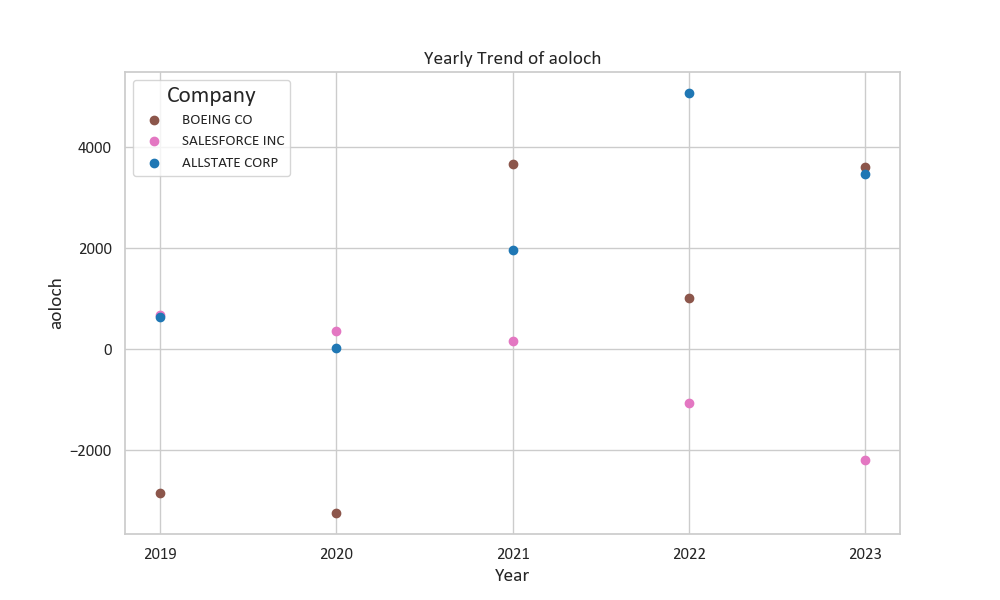 Yearly Trend of aoloch
Company
BOEING CO
SALESFORCE INC
ALLSTATE CORP
aoloch
4000
2000
0
−2000
2019
2020
2021
2022
2023
Year